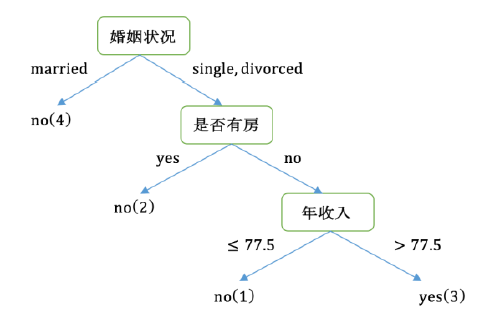 婚姻状况
married
single, divorced
no(4)
是否有房
yes
no
no(2)
年收入
≤ 77.5
> 77.5
no(1)
yes(3)